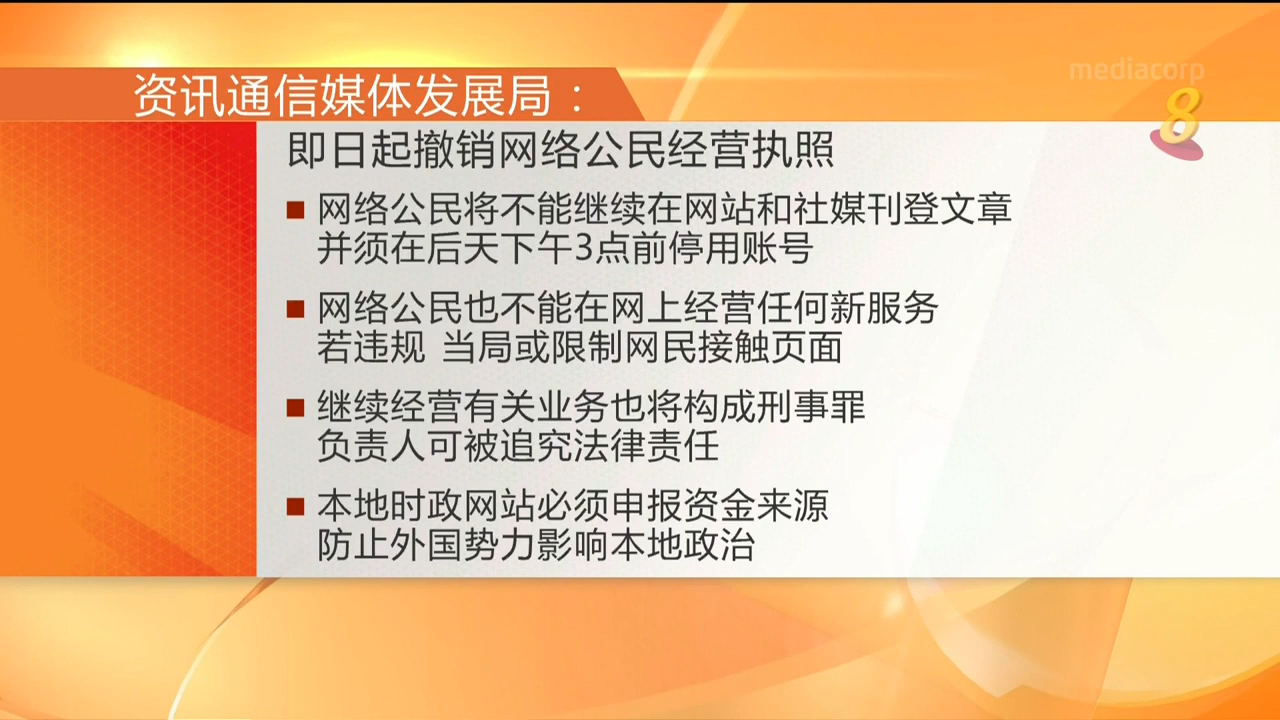 mediacorp
8
资讯通信媒体发展局：
即日起撤销网络公民经营执照
■ 网络公民将不能继续在网站和社媒刊登文章
并须在后天下午3点前停用账号
■ 网络公民也不能在网上经营任何新服务
若违规 当局或限制网民接触页面
■ 继续经营有关业务也将构成刑事罪
负责人可被追究法律责任
■ 本地时政网站必须申报资金来源
防止外国势力影响本地政治